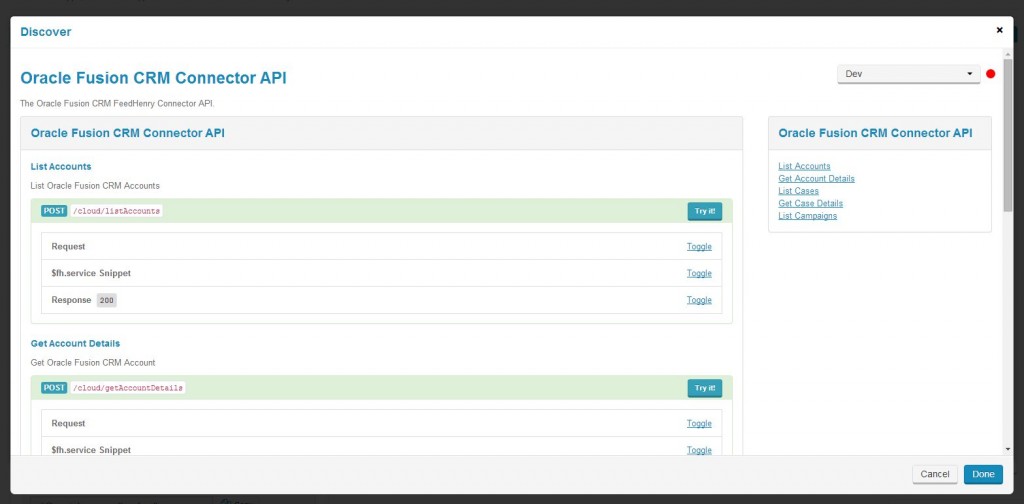 Discover
×
Oracle Fusion CRM Connector API
Dev
The Oracle Fusion CRM FeedHenry Connector API.
Oracle Fusion CRM Connector API
List Accounts
List Oracle Fusion CRM Accounts
POST /cloud/listAccounts Try it!
Request Toggle
$fh.service Snippet Toggle
Response 200 Toggle
Get Account Details
Get Oracle Fusion CRM Account
POST /cloud/getAccountDetails Try it!
Request Toggle
$fh.service Snippet Toggle
Oracle Fusion CRM Connector API
List Accounts
Get Account Details
List Cases
Get Case Details
List Campaigns
Cancel Done